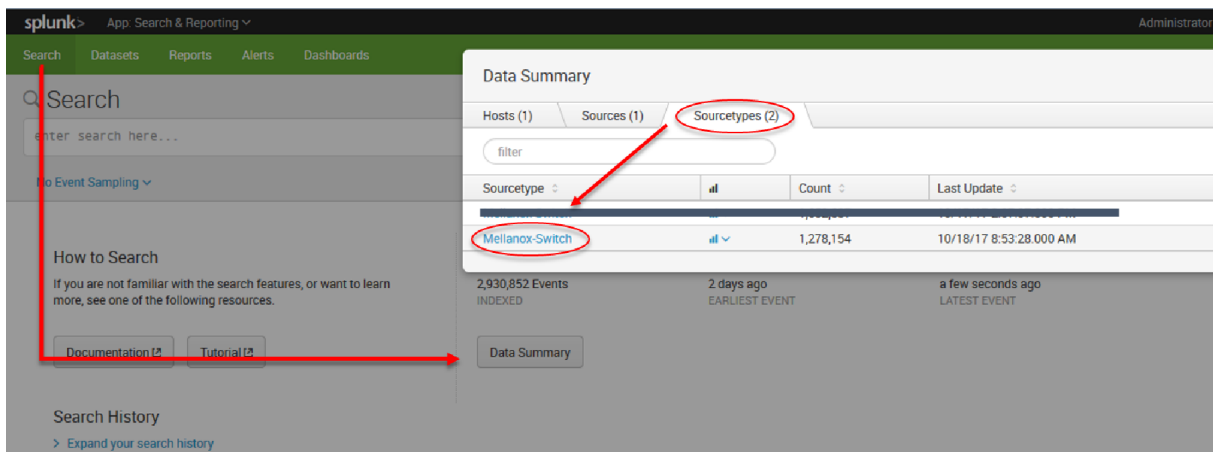 splunk> App: Search & Reporting
Administrator
Search Datasets Reports Alerts Dashboards
Search
enter search here...
No Event Sampling
How to Search
If you are not familiar with the search features, or want to learn
more, see one of the following resources.
Documentation Tutorial
Search History
> Expand your search history
Data Summary
Hosts (1) Sources (1) Sourcetypes (2)
filter
Sourcetype Count Last Update
Mellanox-Switch 1,278,154 10/18/17 8:53:28.000 AM
2,930,852 Events 2 days ago a few seconds ago
INDEXED EARLIEST EVENT LATEST EVENT
Data Summary